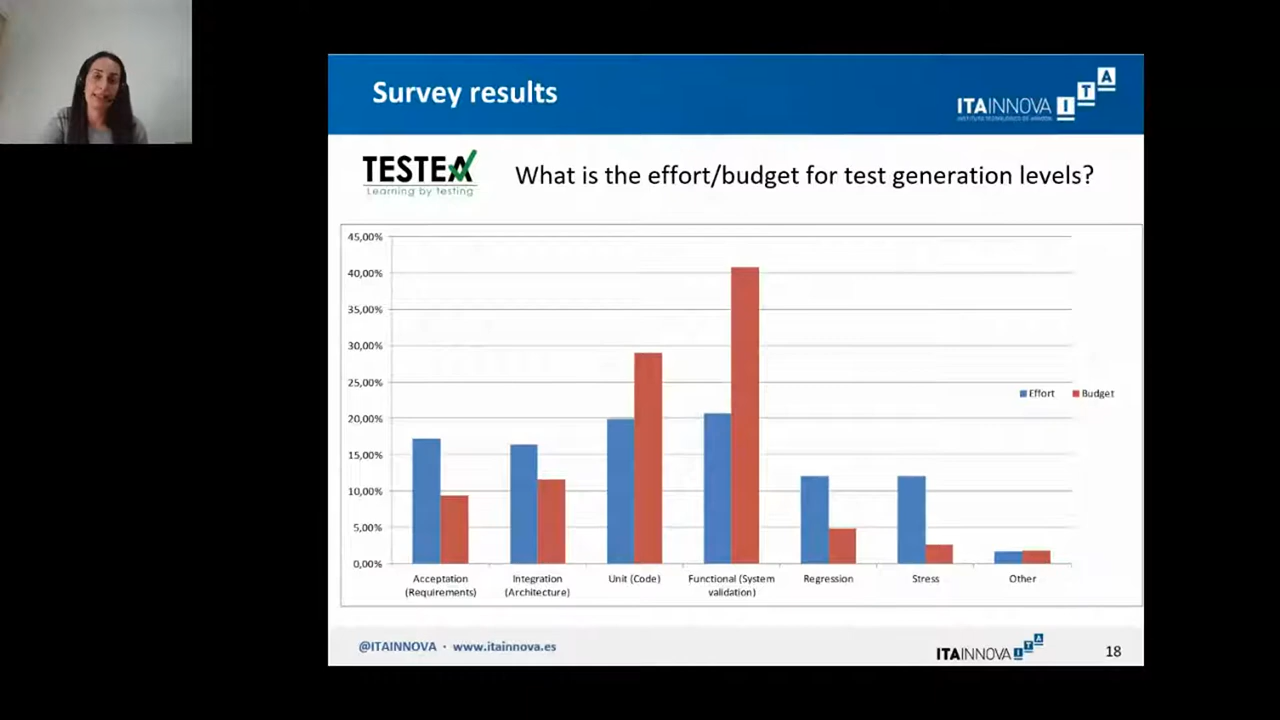 Survey results
ITAINNOVA
INSTITUTO TECNOLÓGICO DE ARAGÓN
I T A
TESTEA
Learning by testing
What is the effort/budget for test generation levels?
45,00%
40,00%
35,00%
30,00%
25,00%
20,00%
15,00%
10,00%
5,00%
0,00%
Effort Budget
Acceptation (Requirements)
Integration (Architecture)
Unit (Code)
Functional (System validation)
Regression
Stress
Other
@ITAINNOVA · www.itainnova.es
ITAINNOVA I T A
18